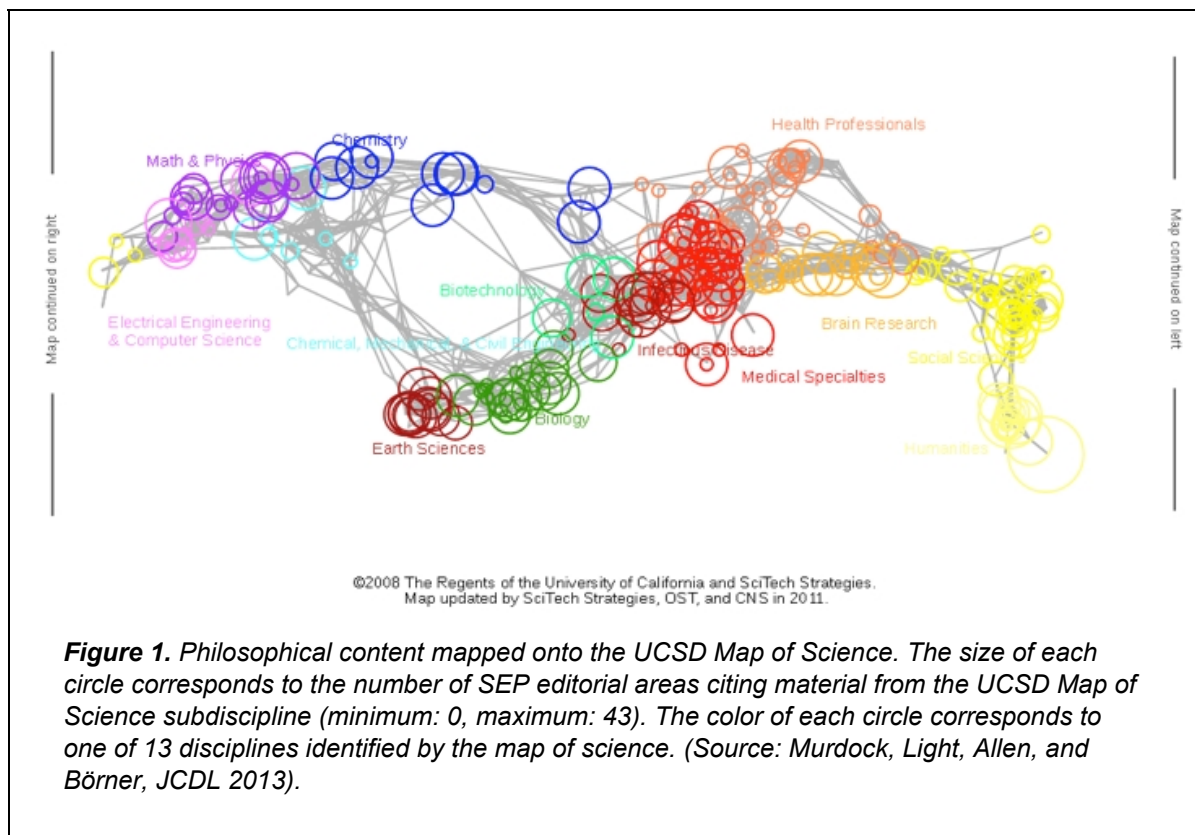 Chemistry
Health Professionals
Math & Physics
Map continued on right
Map continued on left
Biotechnology
Electrical Engineering
& Computer Science
Brain Research
Chemical, Mechanical, & Civil
Infectious Disease
Social Sciences
Medical Specialties
Biology
Earth Sciences
Humanities
©2008 The Regents of the University of California and SciTech Strategies.
Map updated by SciTech Strategies, OST, and CNS in 2011.
Figure 1. Philosophical content mapped onto the UCSD Map of Science. The size of each
circle corresponds to the number of SEP editorial areas citing material from the UCSD Map of
Science subdiscipline (minimum: 0, maximum: 43). The color of each circle corresponds to
one of 13 disciplines identified by the map of science. (Source: Murdock, Light, Allen, and
Börner, JCDL 2013).